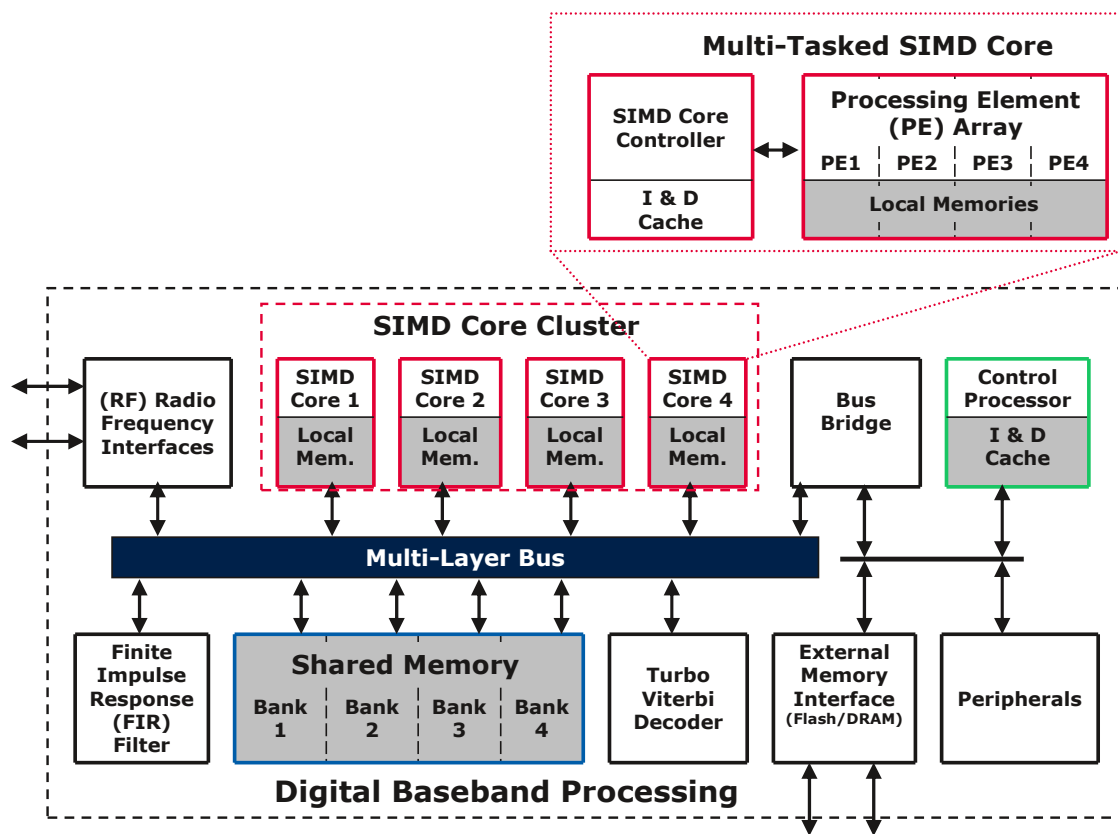 Multi-Tasked SIMD Core
SIMD Core
Controller
I & D
Cache
Processing Element
(PE) Array
PE1 PE2 PE3 PE4
Local Memories
SIMD Core Cluster
(RF) Radio
Frequency
Interfaces
SIMD
Core 1
Local
Mem.
SIMD
Core 2
Local
Mem.
SIMD
Core 3
Local
Mem.
SIMD
Core 4
Local
Mem.
Bus
Bridge
Control
Processor
I & D
Cache
Multi-Layer Bus
Finite
Impulse
Response
(FIR)
Filter
Shared Memory
Bank
1
Bank
2
Bank
3
Bank
4
Turbo
Viterbi
Decoder
External
Memory
Interface
(Flash/DRAM)
Peripherals
Digital Baseband Processing